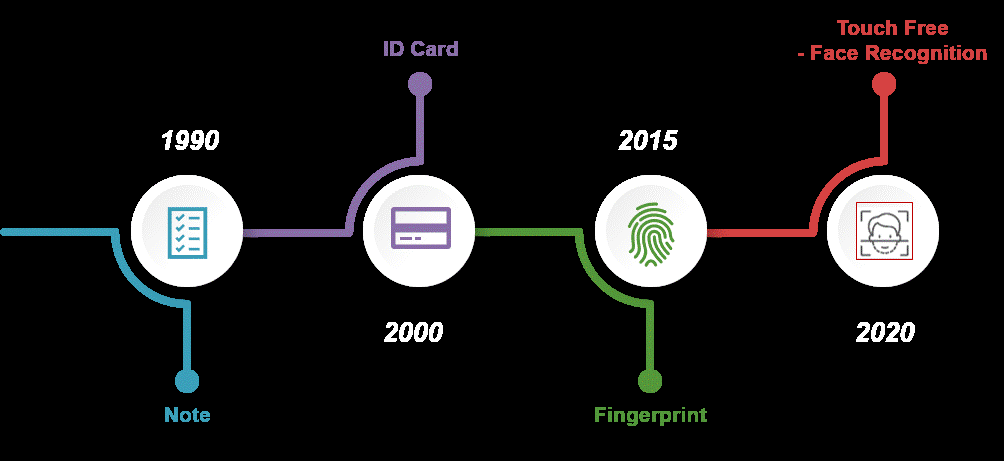 1990
Note
ID Card
2000
2015
Fingerprint
Touch Free
- Face Recognition
2020